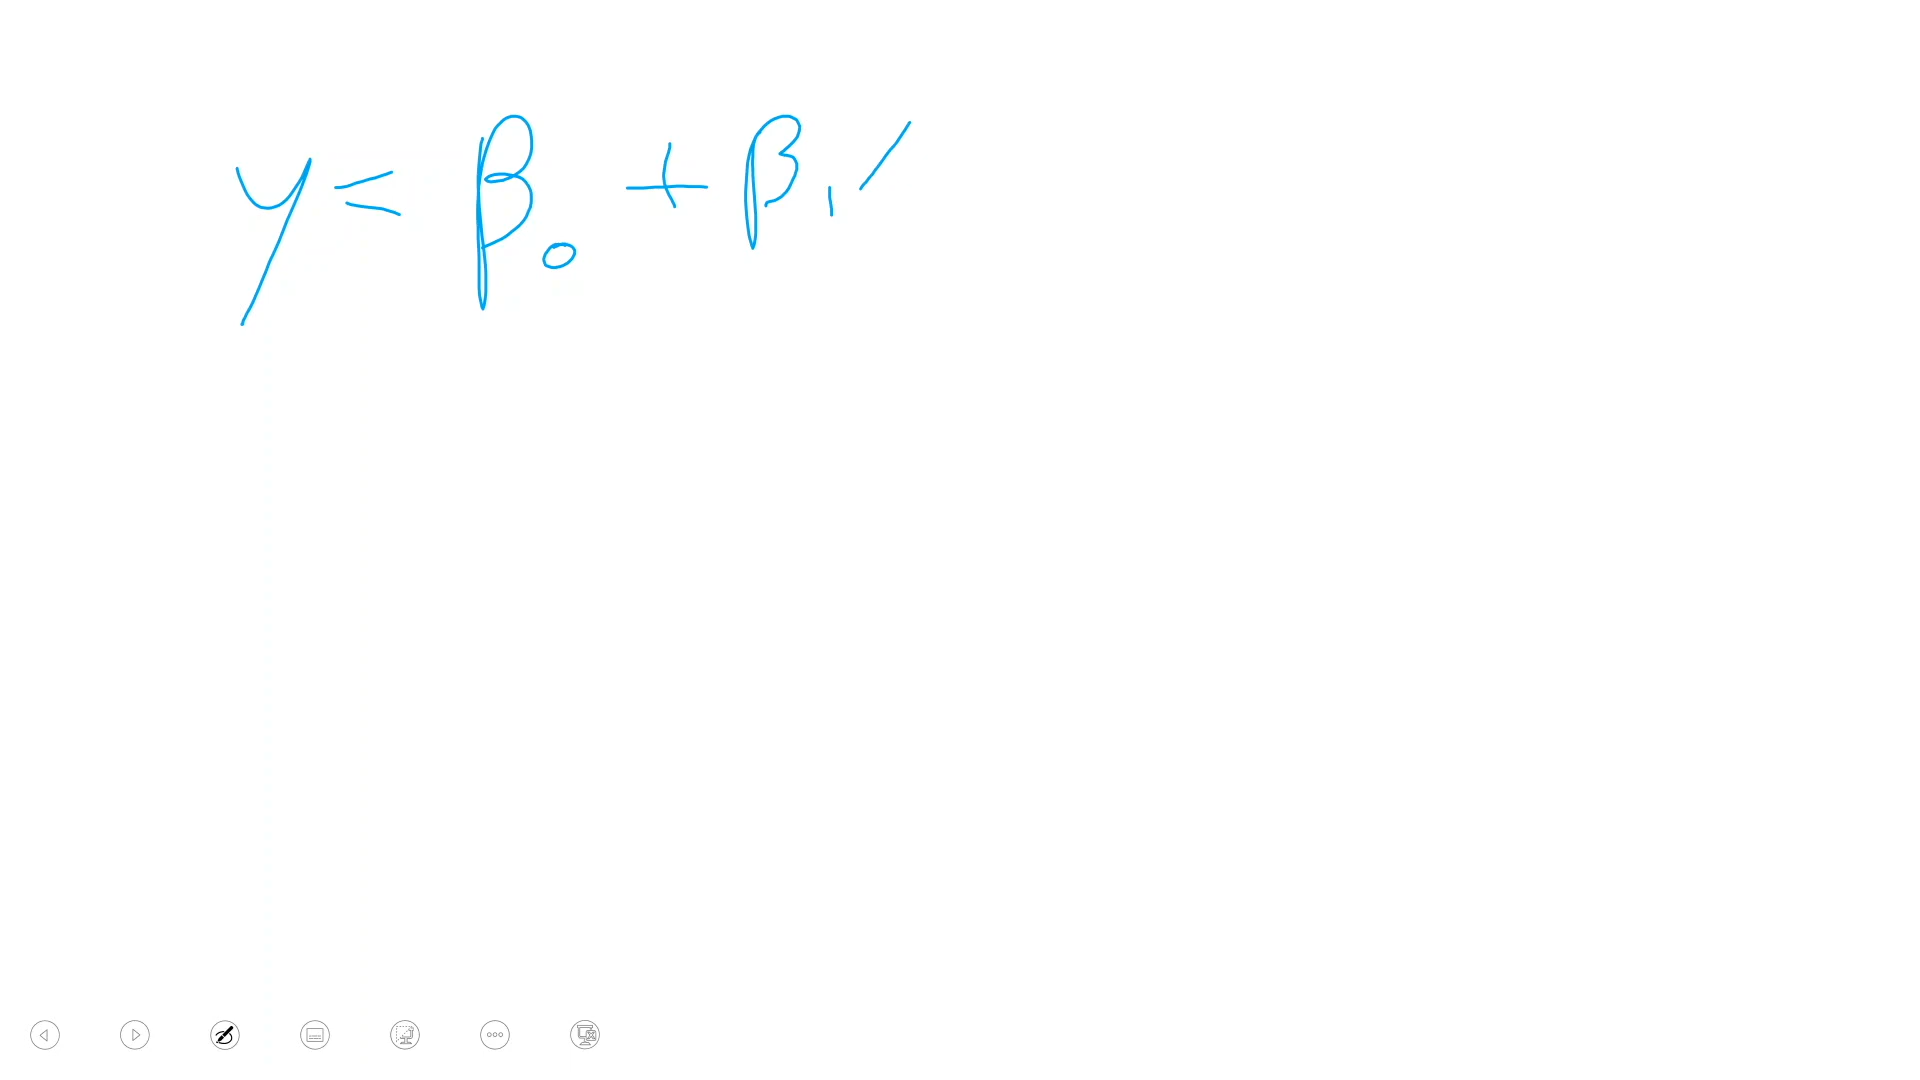 y = β₀ + β₁ /